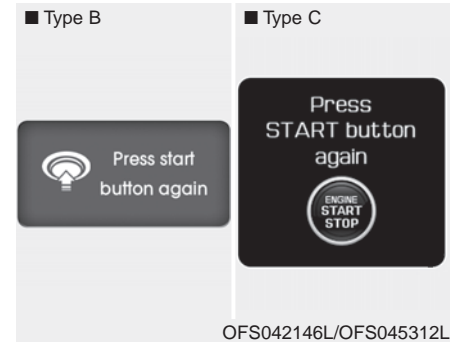 ■ Type B
Press start
button again
■ Type C
Press
START button
again
ENGINE
START
STOP
OFS042146L/OFS045312L